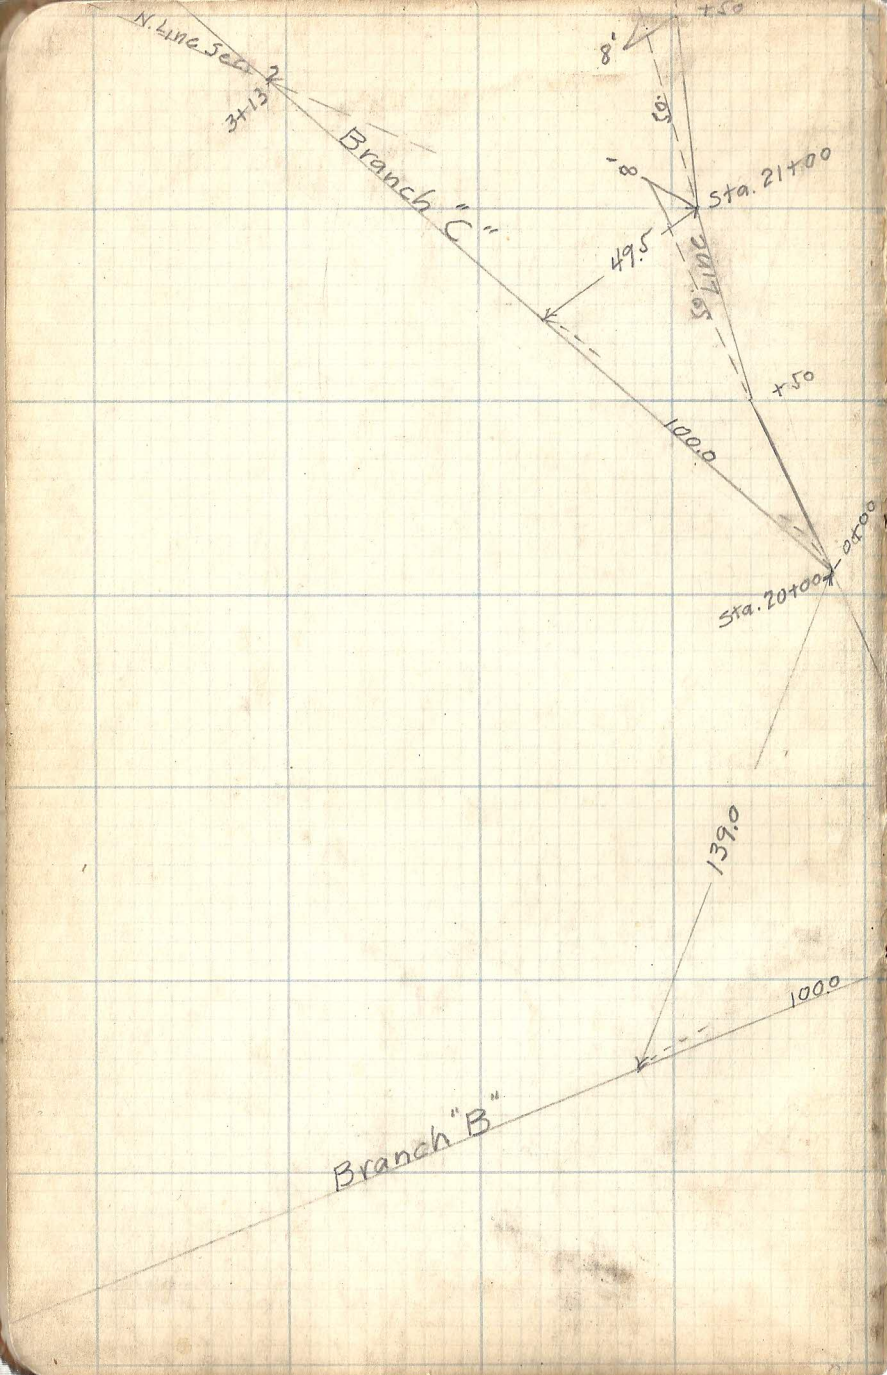 +50
N. Line Sec. 2
8'
3+13
50.
Branch "C"
8'
Sta. 21+00
49.5
Line
50.
+50
100.0
0+00
Sta. 20+00
139.0
100.0
Branch "B"